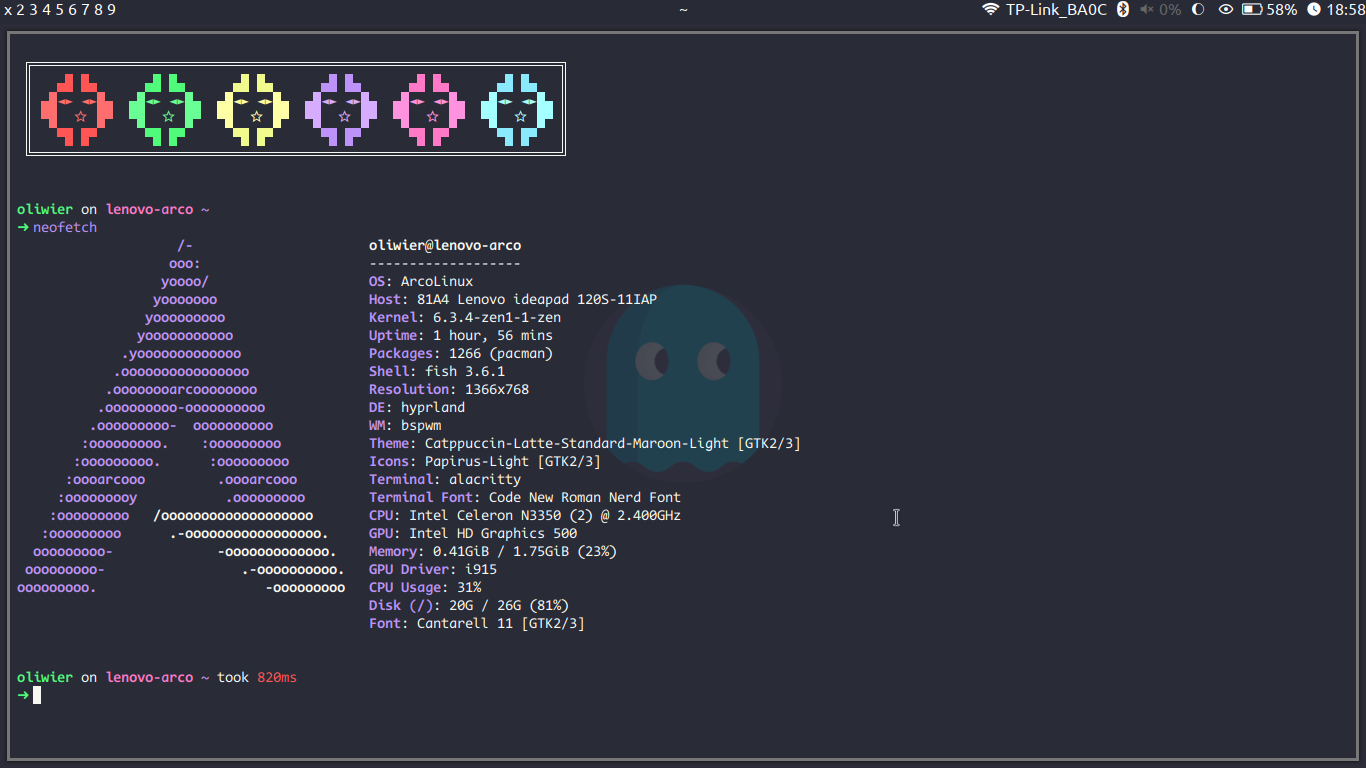 x 2 3 4 5 6 7 8 9 ~ TP-Link_BA0C 0% 58% 18:58
oliwier on lenovo-arco ~
➜ neofetch
/- oliwier@lenovo-arco
ooo: -------------------
yoooo/ OS: ArcoLinux
yooooooo Host: 81A4 Lenovo ideapad 120S-11IAP
yooooooooo Kernel: 6.3.4-zen1-1-zen
yooooooooooo Uptime: 1 hour, 56 mins
.yooooooooooooo Packages: 1266 (pacman)
.ooooooooooooooo Shell: fish 3.6.1
.oooooooarcooooooo Resolution: 1366x768
.ooooooooo-oooooooooo DE: hyprland
.ooooooooo-  oooooooooo WM: bspwm
:ooooooooo.    :ooooooooo Theme: Catppuccin-Latte-Standard-Maroon-Light [GTK2/3]
:ooooooooo.      :ooooooooo Icons: Papirus-Light [GTK2/3]
:oooarcooo         .oooarcooo Terminal: alacritty
:ooooooooy           .ooooooooo Terminal Font: Code New Roman Nerd Font
:ooooooooo   /ooooooooooooooooooo CPU: Intel Celeron N3350 (2) @ 2.400GHz
:ooooooooo      .-ooooooooooooooooo. GPU: Intel HD Graphics 500
ooooooooo-             -ooooooooooooo. Memory: 0.41GiB / 1.75GiB (23%)
ooooooooo-                 .-oooooooooo. GPU Driver: i915
ooooooooo.                     -ooooooooo CPU Usage: 31%
Disk (/): 20G / 26G (81%)
Font: Cantarell 11 [GTK2/3]
oliwier on lenovo-arco ~ took 820ms
➜